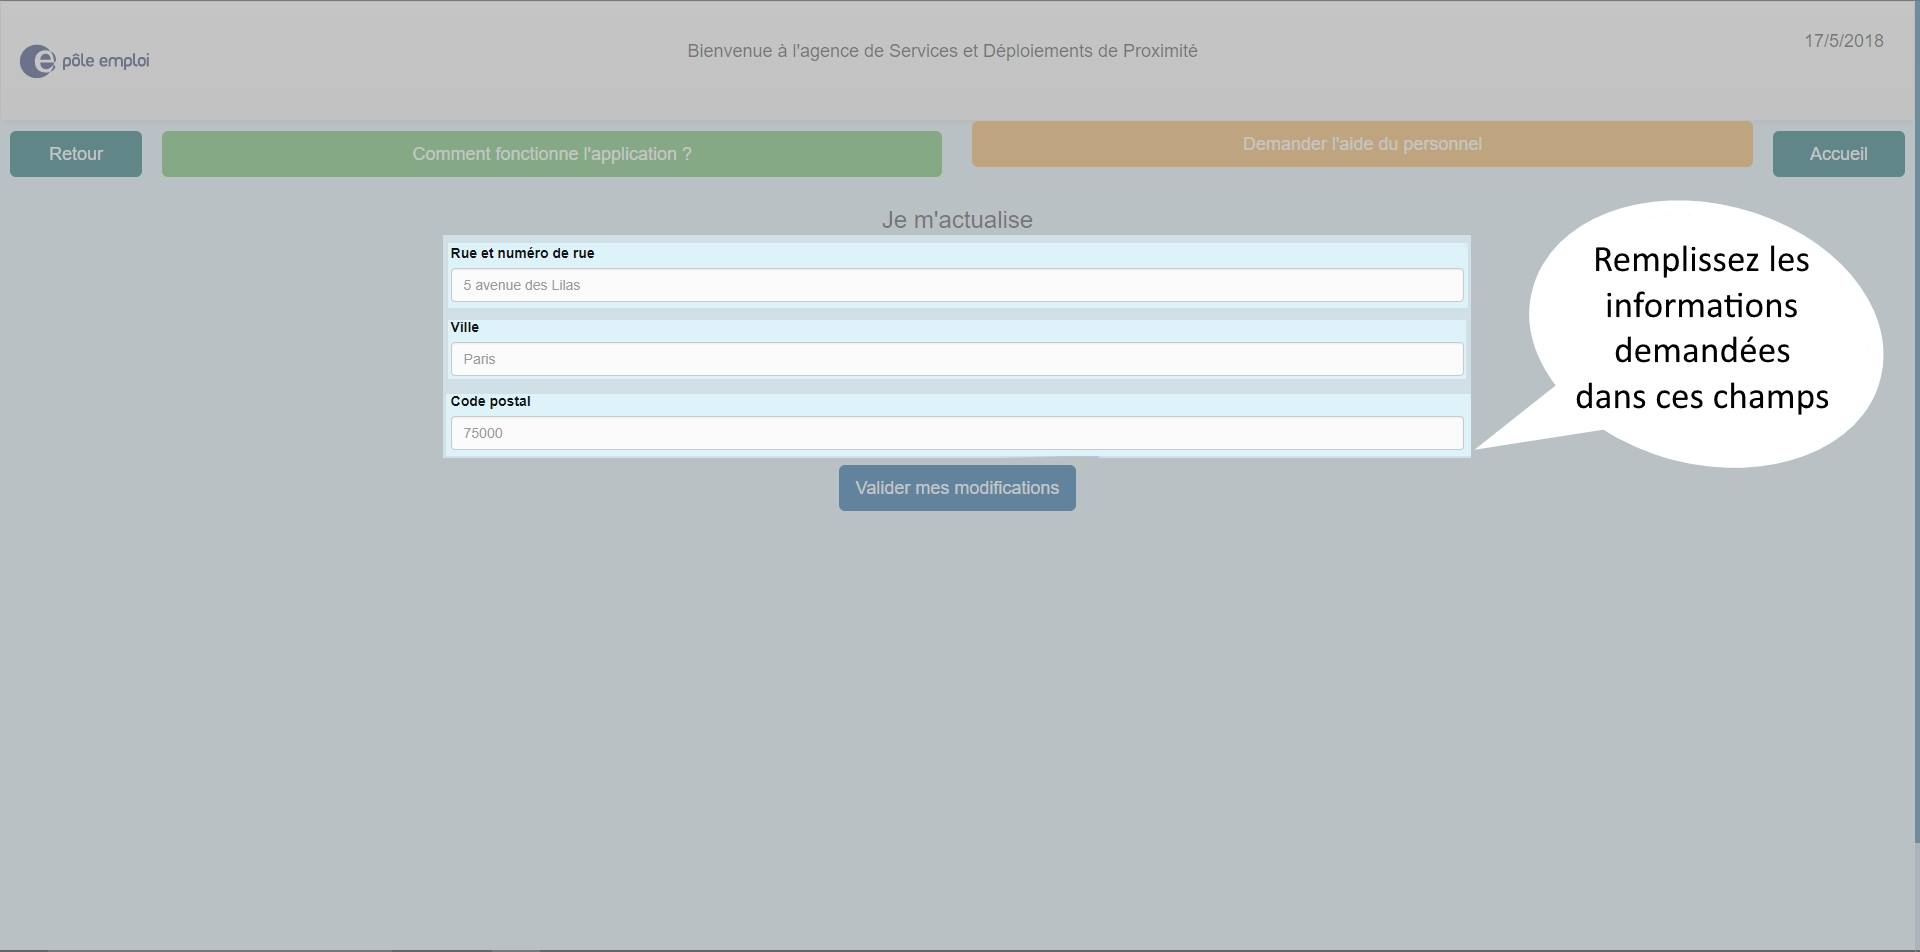 pôle emploi
Bienvenue à l'agence de Services et Déploiements de Proximité
17/5/2018
Retour
Comment fonctionne l'application ?
Demander l'aide du personnel
Accueil
Je m'actualise
Rue et numéro de rue
5 avenue des Lilas
Ville
Paris
Code postal
75000
Valider mes modifications
Remplissez les
informations
demandées
dans ces champs